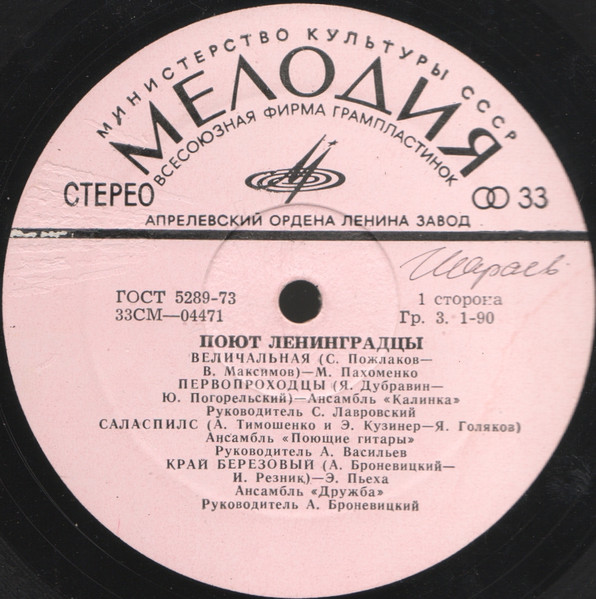 МИНИСТЕРСТВО КУЛЬТУРЫ СССР
МЕЛОДИЯ
ВСЕСОЮЗНАЯ ФИРМА ГРАМПЛАСТИНОК
СТЕРЕО 33
АПРЕЛЕВСКИЙ ОРДЕНА ЛЕНИНА ЗАВОД
ГОСТ 5289-73 1 сторона
33СМ—04471 Гр. 3. 1-90
ПОЮТ ЛЕНИНГРАДЦЫ
ВЕЛИЧАЛЬНАЯ (С. Пожлаков—
В. Максимов)—М. Пахоменко
ПЕРВОПРОХОДЦЫ (Я. Дубравин—
Ю. Погорельский)—Ансамбль «Калинка»
Руководитель С. Лавровский
САЛАСПИЛС (А. Тимошенко и Э. Кузинер—Я. Голяков)
Ансамбль «Поющие гитары»
Руководитель А. Васильев
КРАЙ БЕРЕЗОВЫЙ (А. Броневицкий—
И. Резник)—Э. Пьеха
Ансамбль «Дружба»
Руководитель А. Броневицкий